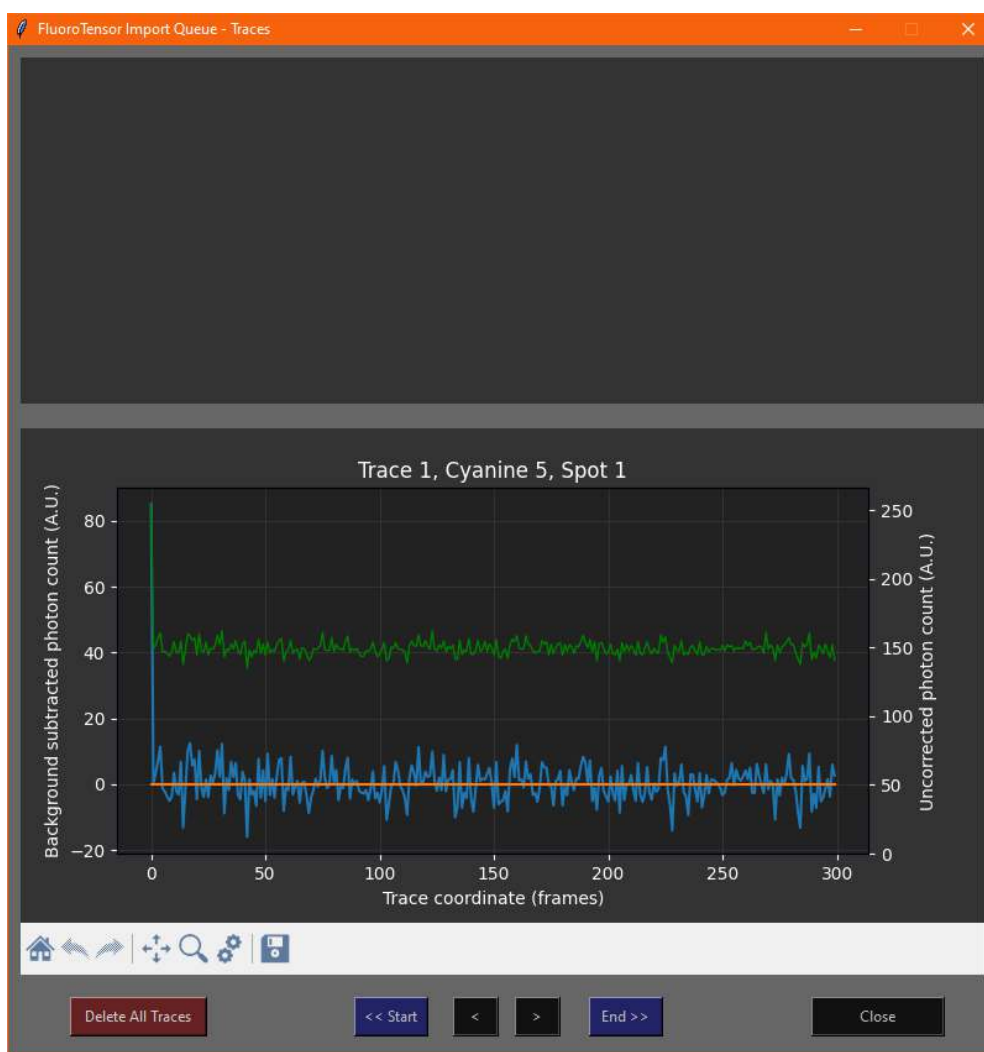 FluoroTensor Import Queue - Traces
Trace 1, Cyanine 5, Spot 1
Background subtracted photon count (A.U.)
80
60
40
20
0
−20
250
200
150
100
50
0
Uncorrected photon count (A.U.)
0 50 100 150 200 250 300
Trace coordinate (frames)
Delete All Traces << Start < > End >> Close